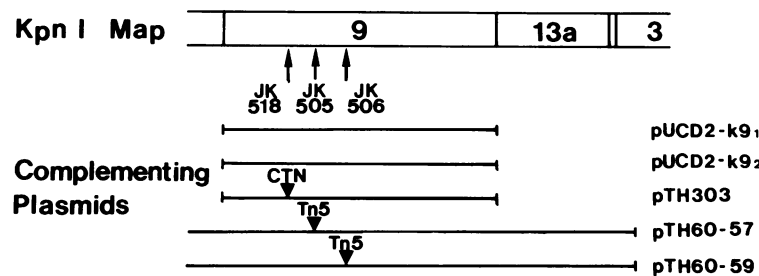 Kpn I Map 9 13a 3
JK 518 JK 505 JK 506
pUCD2-k9₁
pUCD2-k9₂
Complementing Plasmids
CTN pTH303
Tn5 pTH60-57
Tn5 pTH60-59